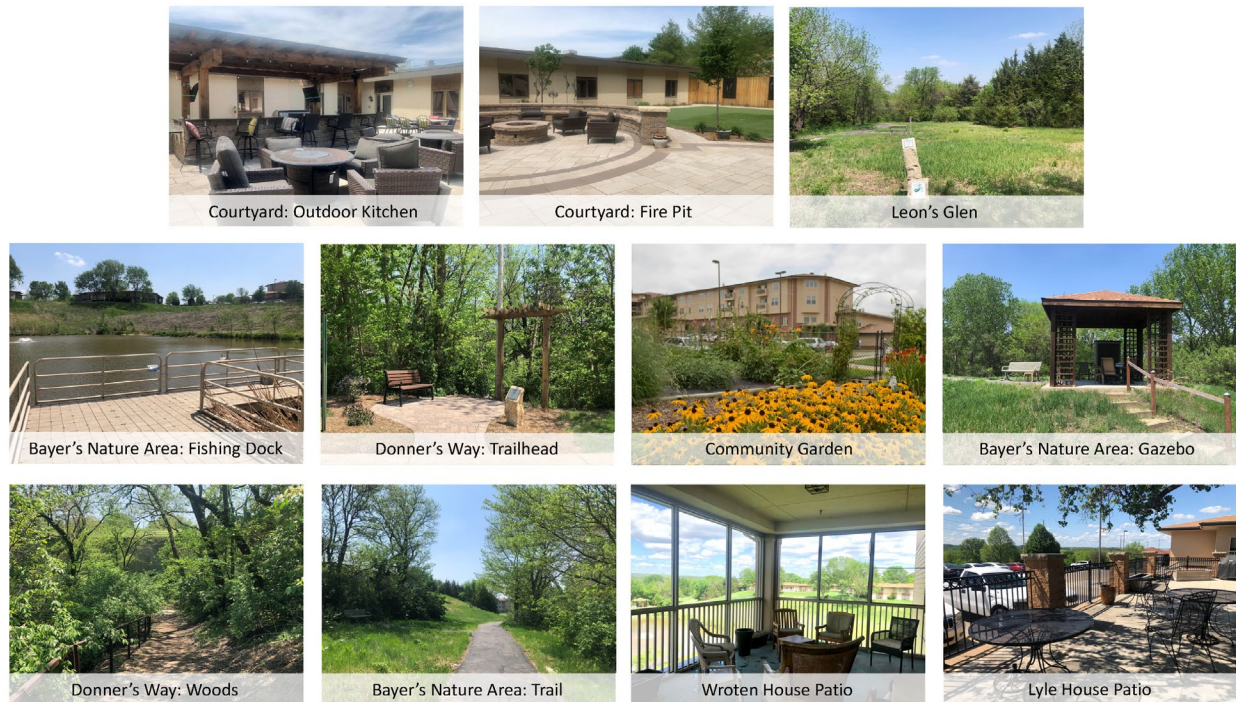 Courtyard: Outdoor Kitchen
Courtyard: Fire Pit
Leon's Glen
Bayer's Nature Area: Fishing Dock
Donner's Way: Trailhead
Community Garden
Bayer's Nature Area: Gazebo
Donner's Way: Woods
Bayer's Nature Area: Trail
Wroten House Patio
Lyle House Patio